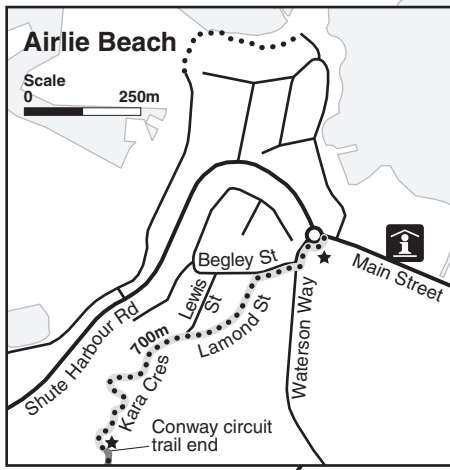 Airlie Beach
Scale
0 250m
Begley St
Main Street
Lewis St
Lamond St
Waterson Way
700m
Shute Harbour Rd
Kara Cres
Conway circuit
trail end